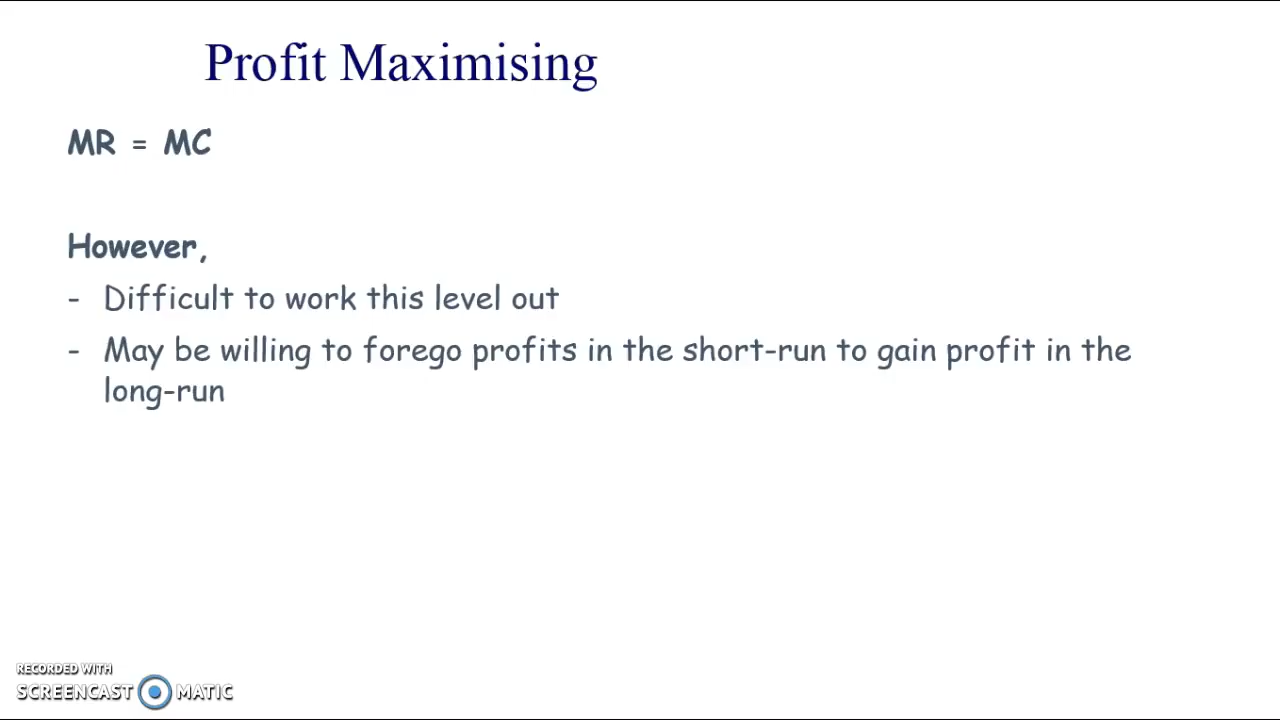 Profit Maximising
MR = MC
However,
- Difficult to work this level out
- May be willing to forego profits in the short-run to gain profit in the
long-run
RECORDED WITH
SCREENCAST MATIC